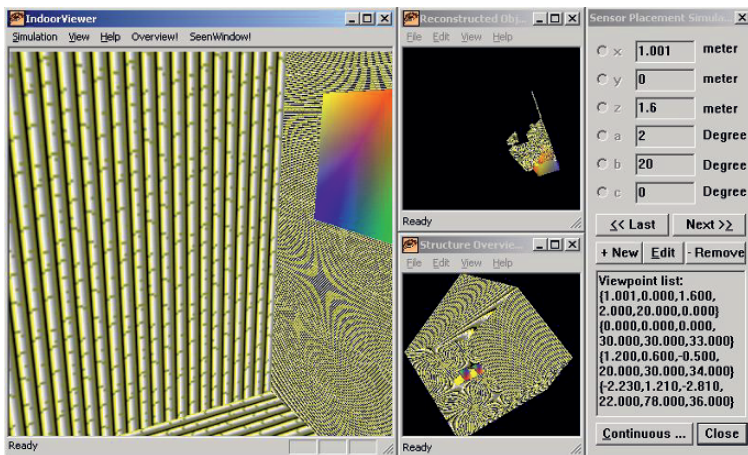 IndoorViewer
Simulation View Help Overview! SeenWindow!
Ready
Reconstructed Obj...
File Edit View Help
Ready
Structure Overvie...
File Edit View Help
Ready
Sensor Placement Simula...
x 1.001 meter
y 0 meter
z 1.6 meter
a 2 Degree
b 20 Degree
c 0 Degree
<< Last Next >>
+ New Edit - Remove
Viewpoint list:
{1.001,0.000,1.600,
2.000,20.000,0.000}
{0.000,0.000,0.000,
30.000,30.000,33.000}
{1.200,0.600,-0.500,
20.000,30.000,34.000}
{-2.230,1.210,-2.810,
22.000,78.000,36.000}
Continuous ... Close